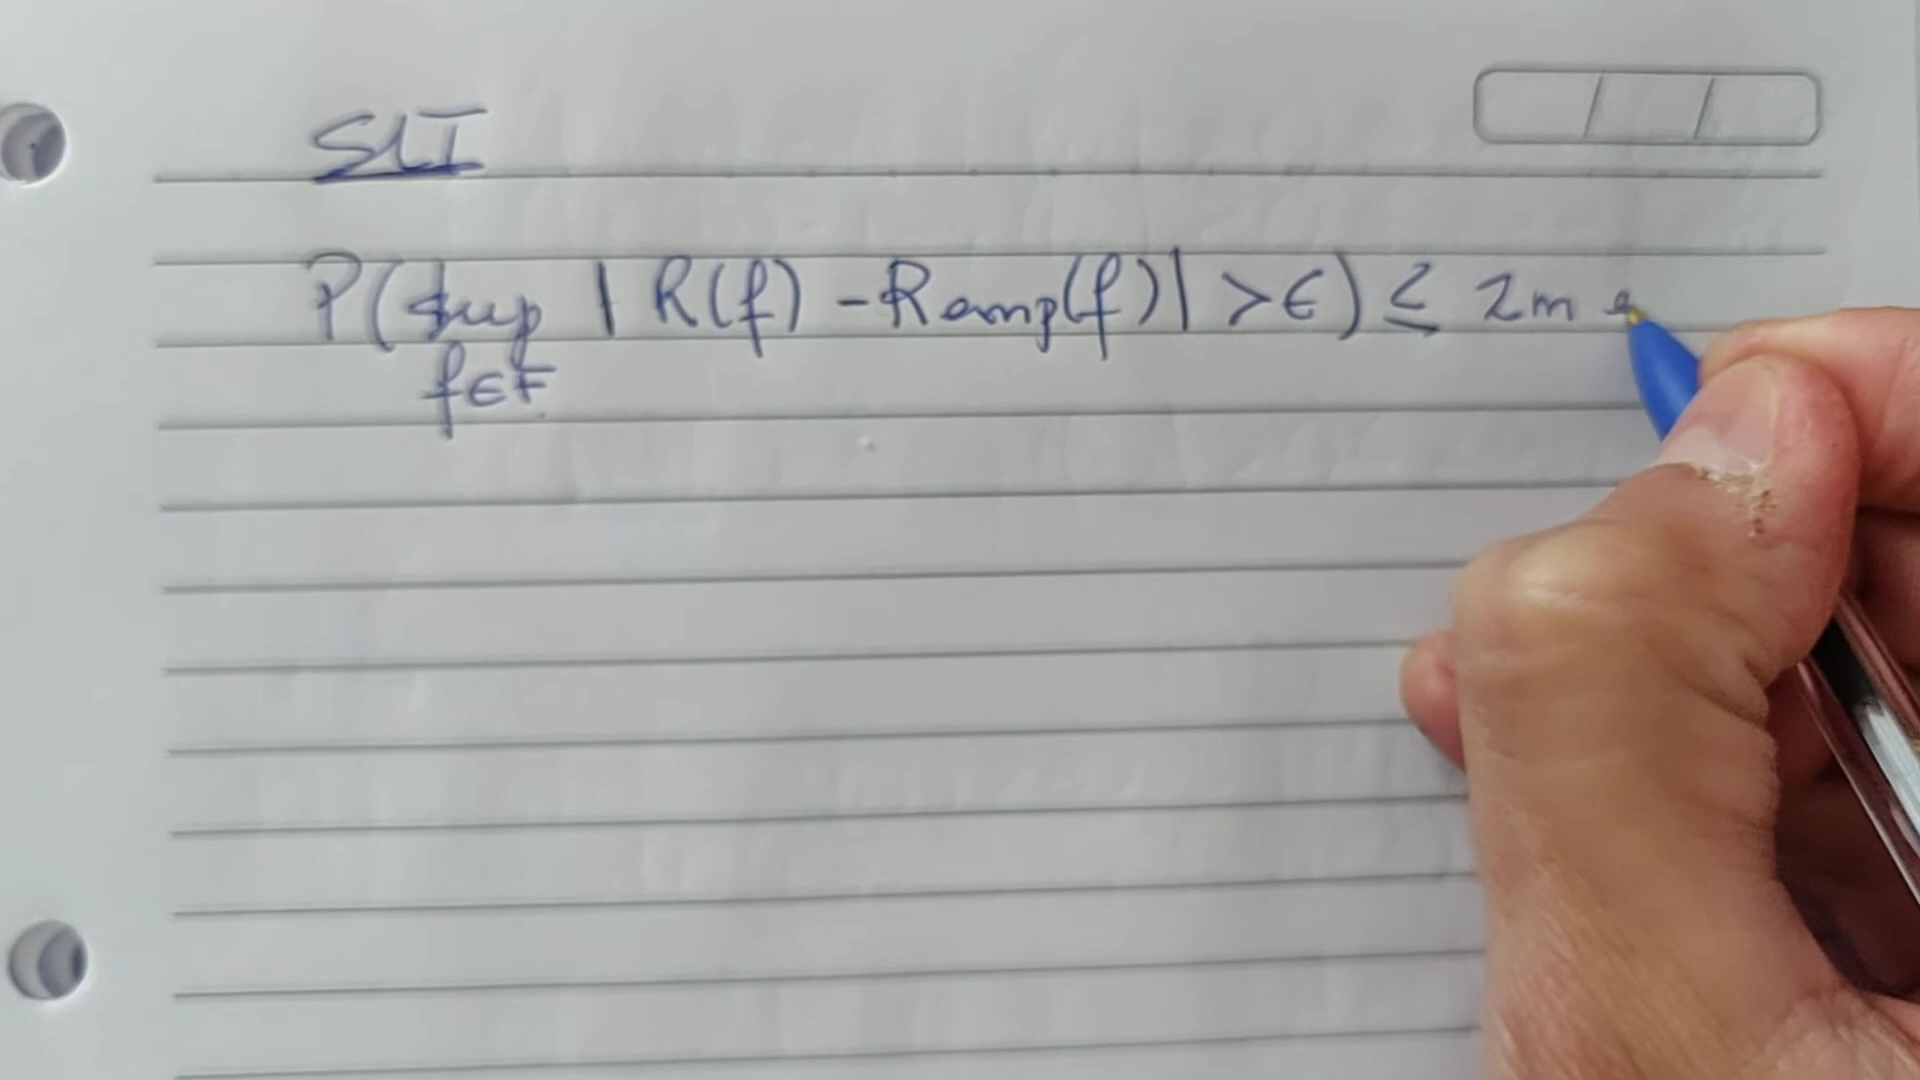 SLT
P(sup | R(f) - Remp(f)| > ϵ) ≤ 2m e
f∈F